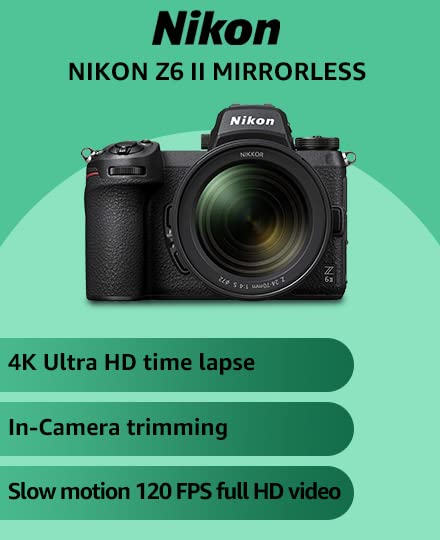 Nikon
NIKON Z6 II MIRRORLESS
Nikon
NIKKOR
Z 24-70mm 1:4 S ø72
Z
6II
4K Ultra HD time lapse
In-Camera trimming
Slow motion 120 FPS full HD video